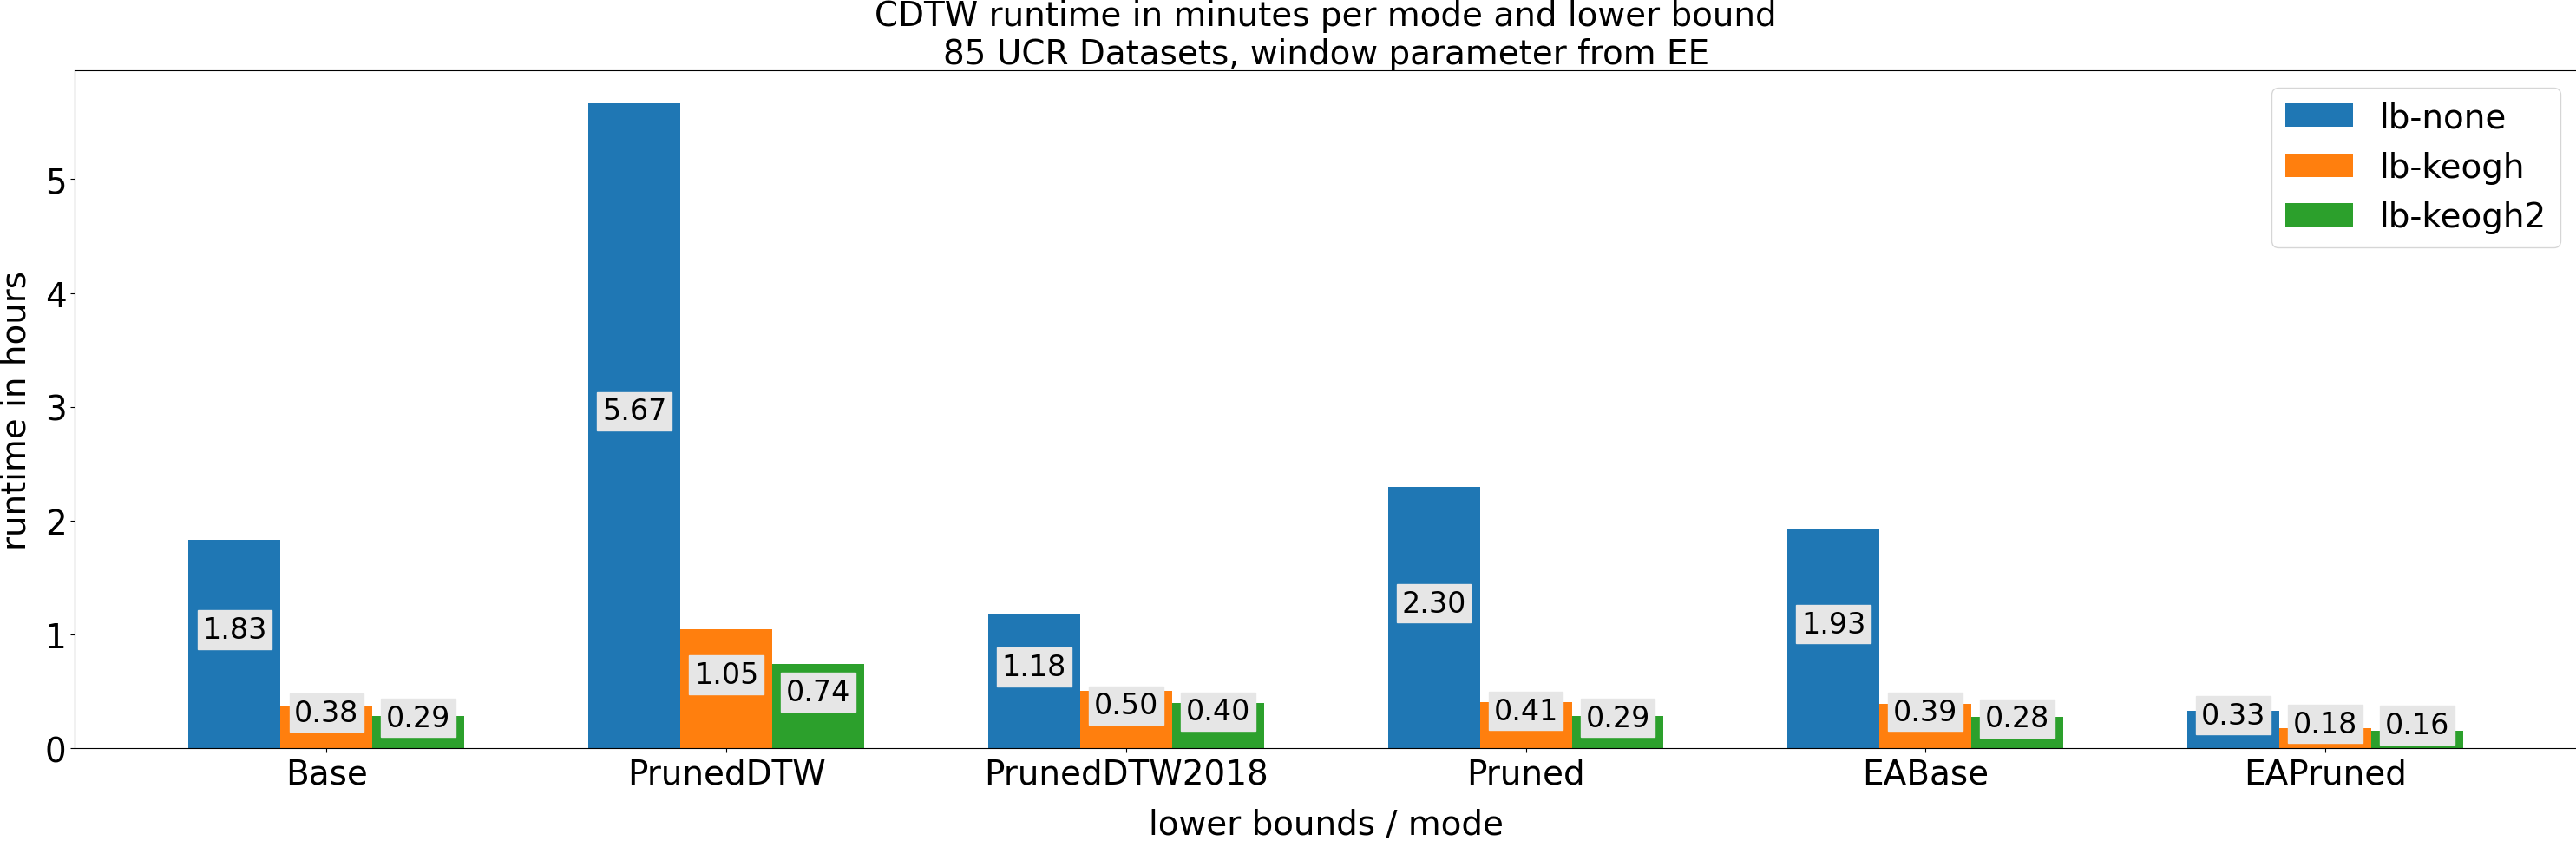 CDTW runtime in minutes per mode and lower bound
85 UCR Datasets, window parameter from EE
lb-none
lb-keogh
lb-keogh2
runtime in hours
5
4
3
2
1
0
1.83
0.38
0.29
5.67
1.05
0.74
1.18
0.50
0.40
2.30
0.41
0.29
1.93
0.39
0.28
0.33
0.18
0.16
Base
PrunedDTW
PrunedDTW2018
Pruned
EABase
EAPruned
lower bounds / mode